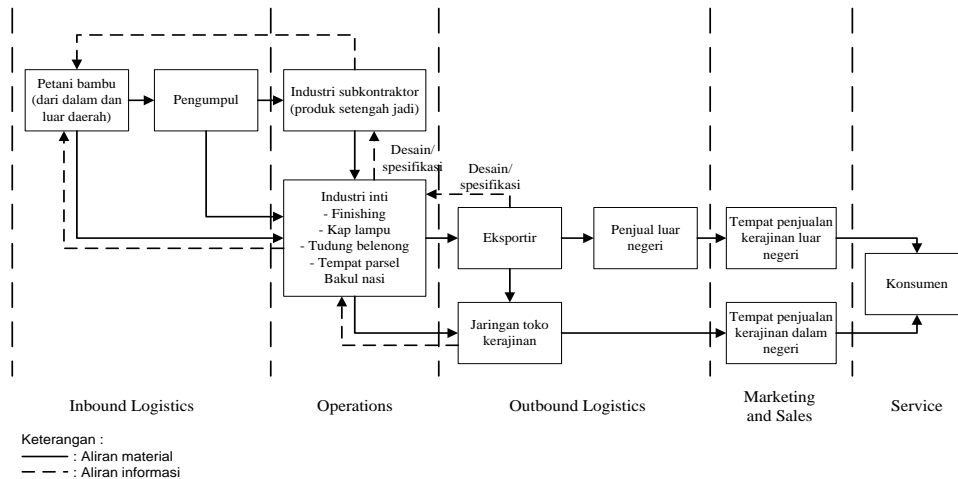 Petani bambu
(dari dalam dan
luar daerah)
Pengumpul
Industri subkontraktor
(produk setengah jadi)
Desain/
spesifikasi
Desain/
spesifikasi
Industri inti
- Finishing
- Kap lampu
- Tudung belenong
- Tempat parsel
Bakul nasi
Eksportir
Penjual luar
negeri
Tempat penjualan
kerajinan luar
negeri
Konsumen
Jaringan toko
kerajinan
Tempat penjualan
kerajinan dalam
negeri
Inbound Logistics
Operations
Outbound Logistics
Marketing
and Sales
Service
Keterangan :
: Aliran material
: Aliran informasi